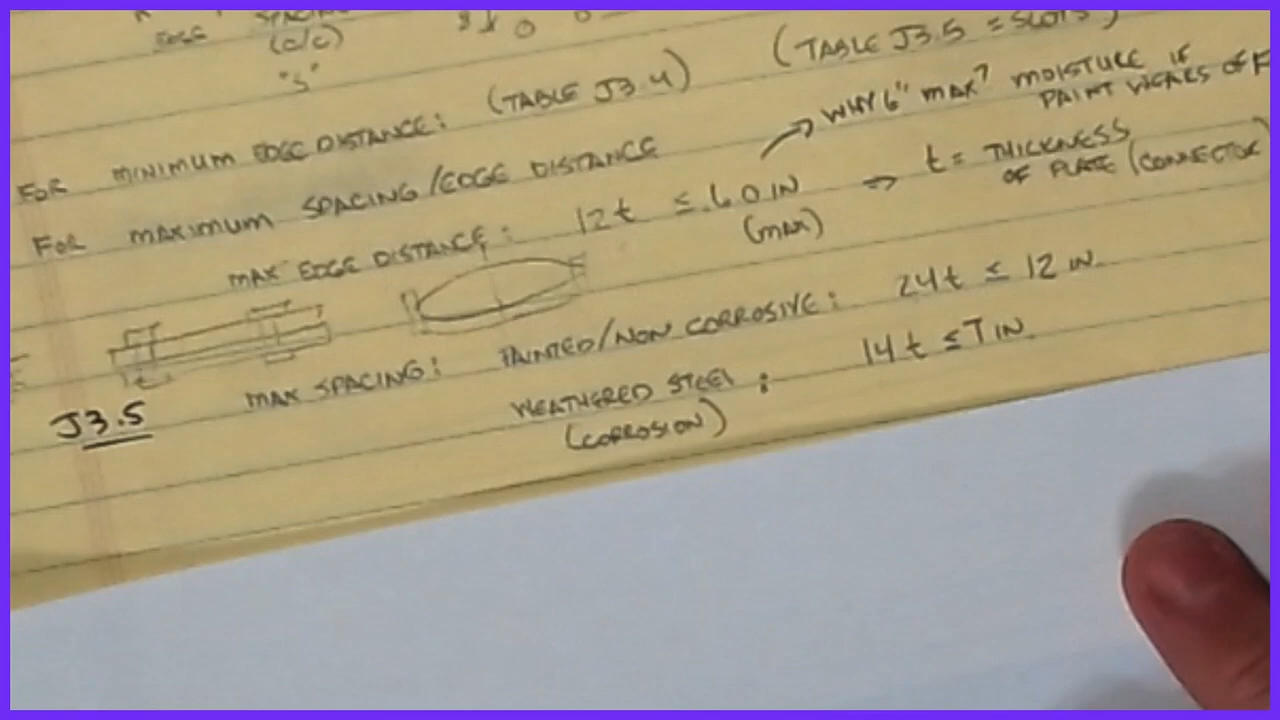 EDGE SPACING
(c/c)
"S"
(TABLE J3.5 = SLOTS)
FOR MINIMUM EDGE DISTANCE: (TABLE J3.4)
WHY 6" MAX? MOISTURE IF
PAINT WEARS OFF
FOR MAXIMUM SPACING/EDGE DISTANCE
MAX EDGE DISTANCE: 12t ≤ 6.0 IN
(MAX)
t = THICKNESS
OF PLATE (CONNECTOR)
MAX SPACING: PAINTED/NON CORROSIVE: 24t ≤ 12 IN
J3.5
WEATHERED STEEL: 14t ≤ 7 IN
(CORROSION)
t